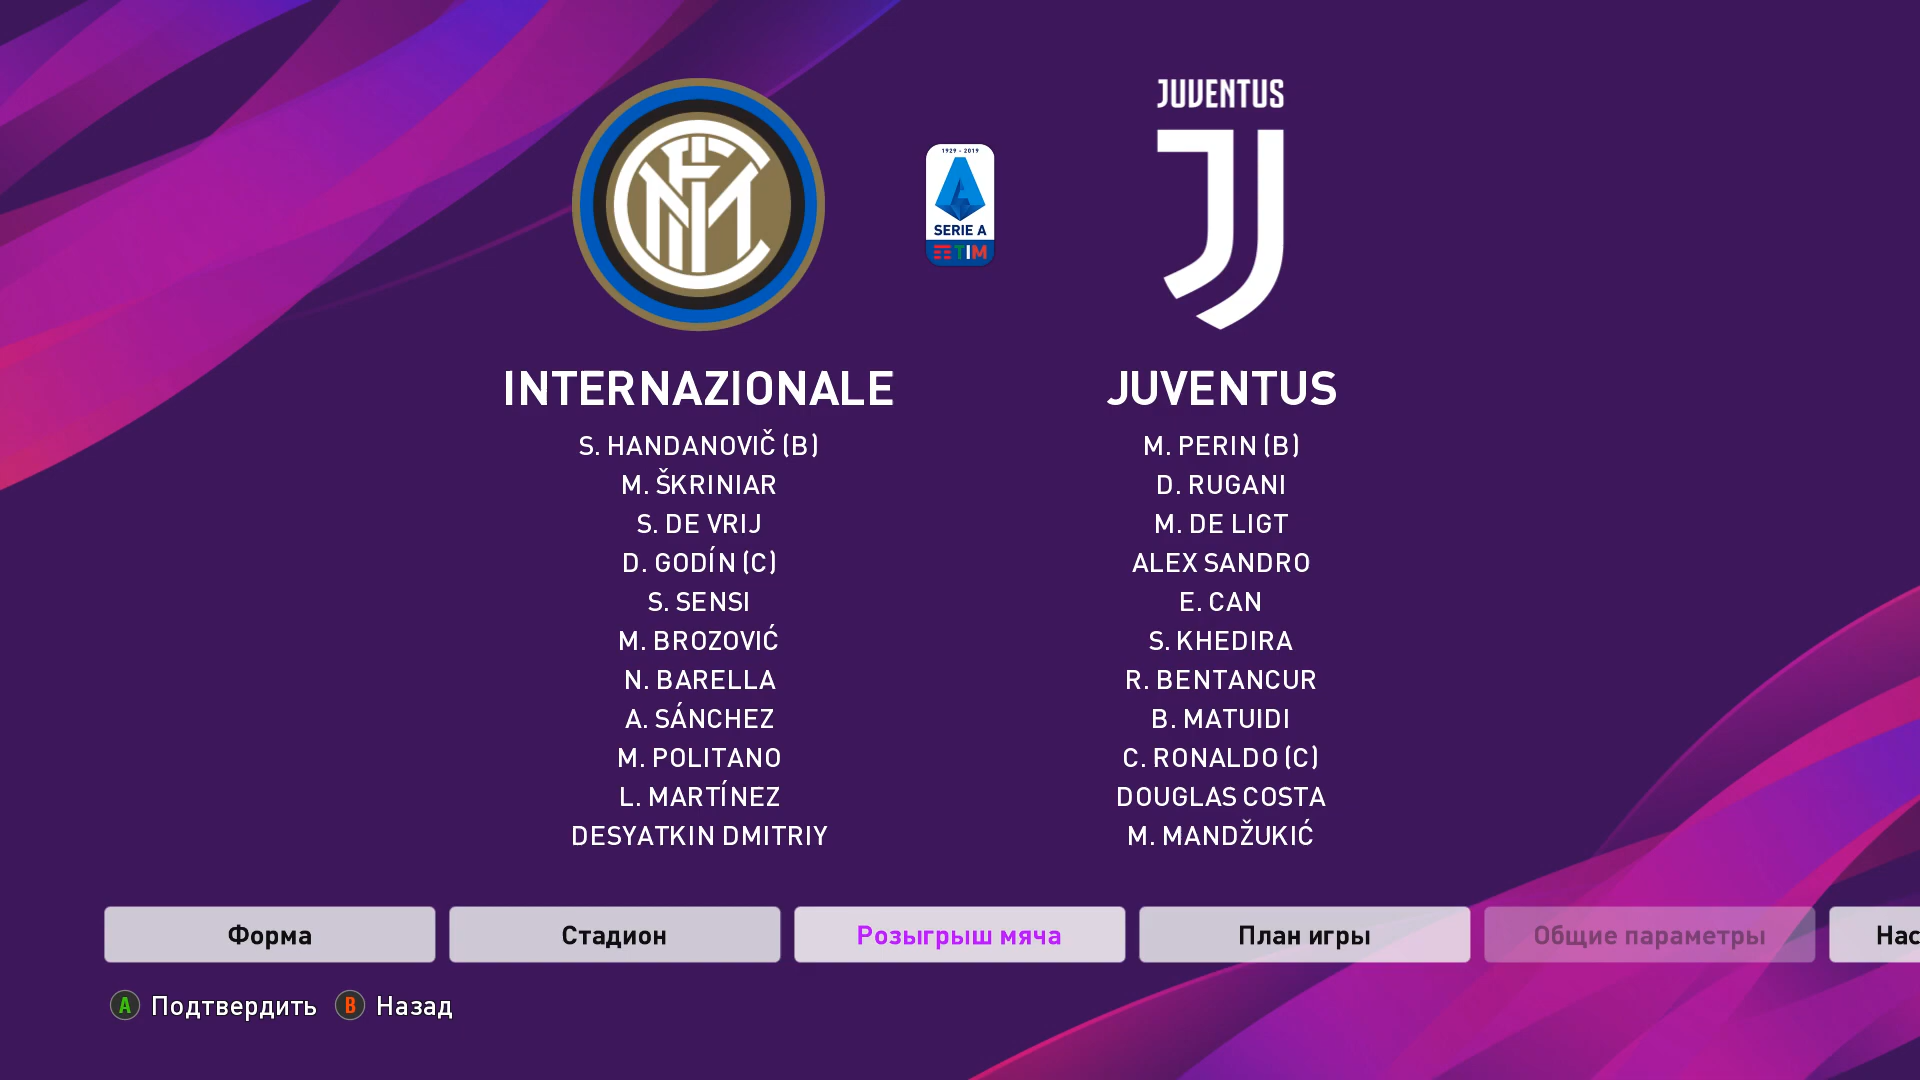 JUVENTUS
1929 - 2019
SERIE A
TIM
INTERNAZIONALE
S. HANDANOVIČ (В)
M. ŠKRINIAR
S. DE VRIJ
D. GODÍN (C)
S. SENSI
M. BROZOVIĆ
N. BARELLA
A. SÁNCHEZ
M. POLITANO
L. MARTÍNEZ
DESYATKIN DMITRIY
JUVENTUS
M. PERIN (В)
D. RUGANI
M. DE LIGT
ALEX SANDRO
E. CAN
S. KHEDIRA
R. BENTANCUR
B. MATUIDI
C. RONALDO (C)
DOUGLAS COSTA
M. MANDŽUKIĆ
Форма Стадион Розыгрыш мяча План игры Общие параметры Нас
A Подтвердить B Назад